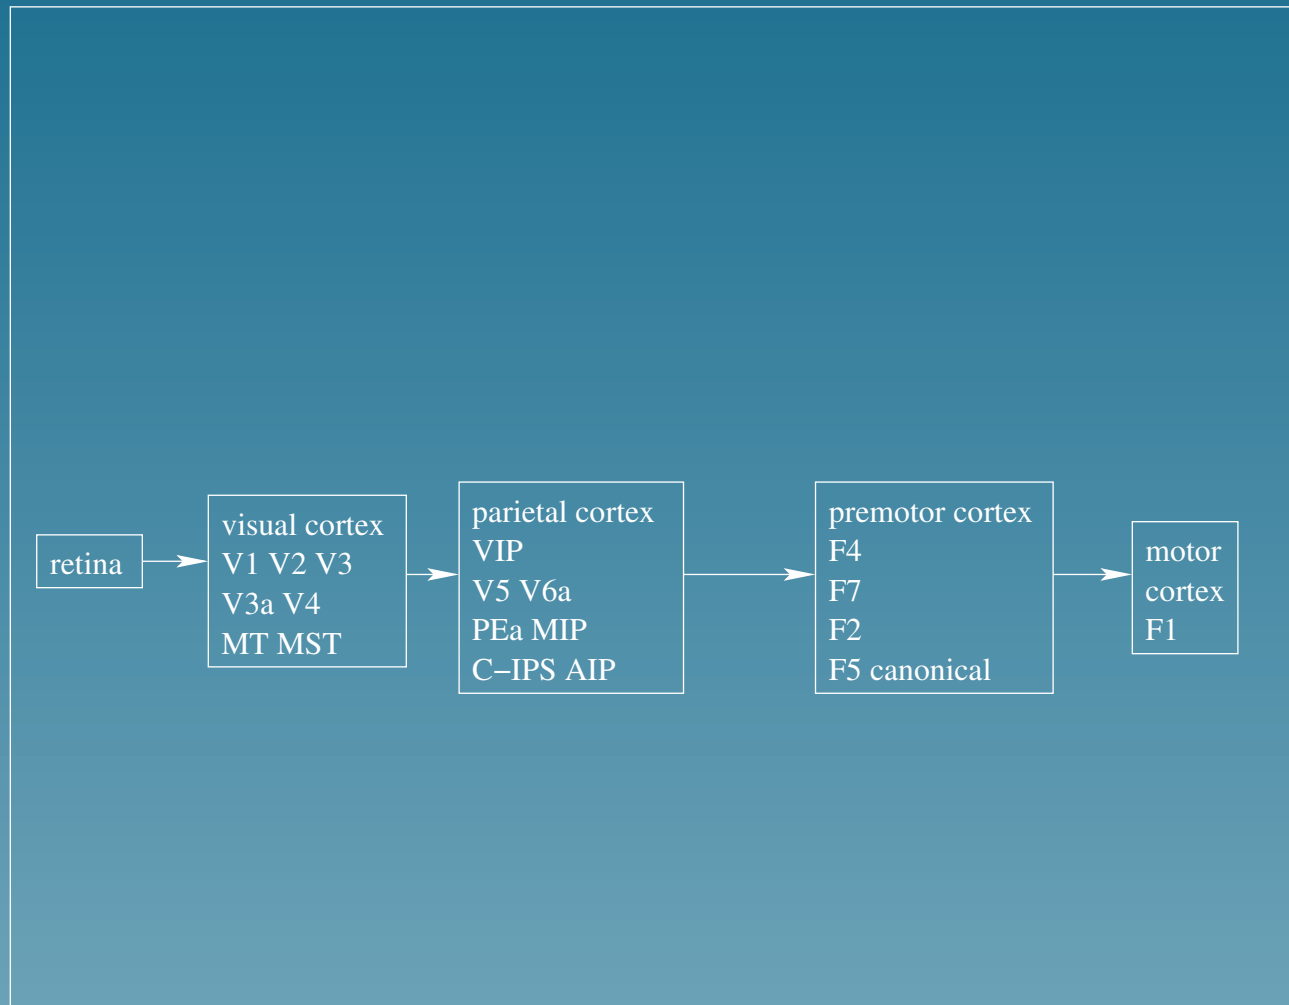 retina
visual cortex
V1 V2 V3
V3a V4
MT MST
parietal cortex
VIP
V5 V6a
PEa MIP
C−IPS AIP
premotor cortex
F4
F7
F2
F5 canonical
motor
cortex
F1